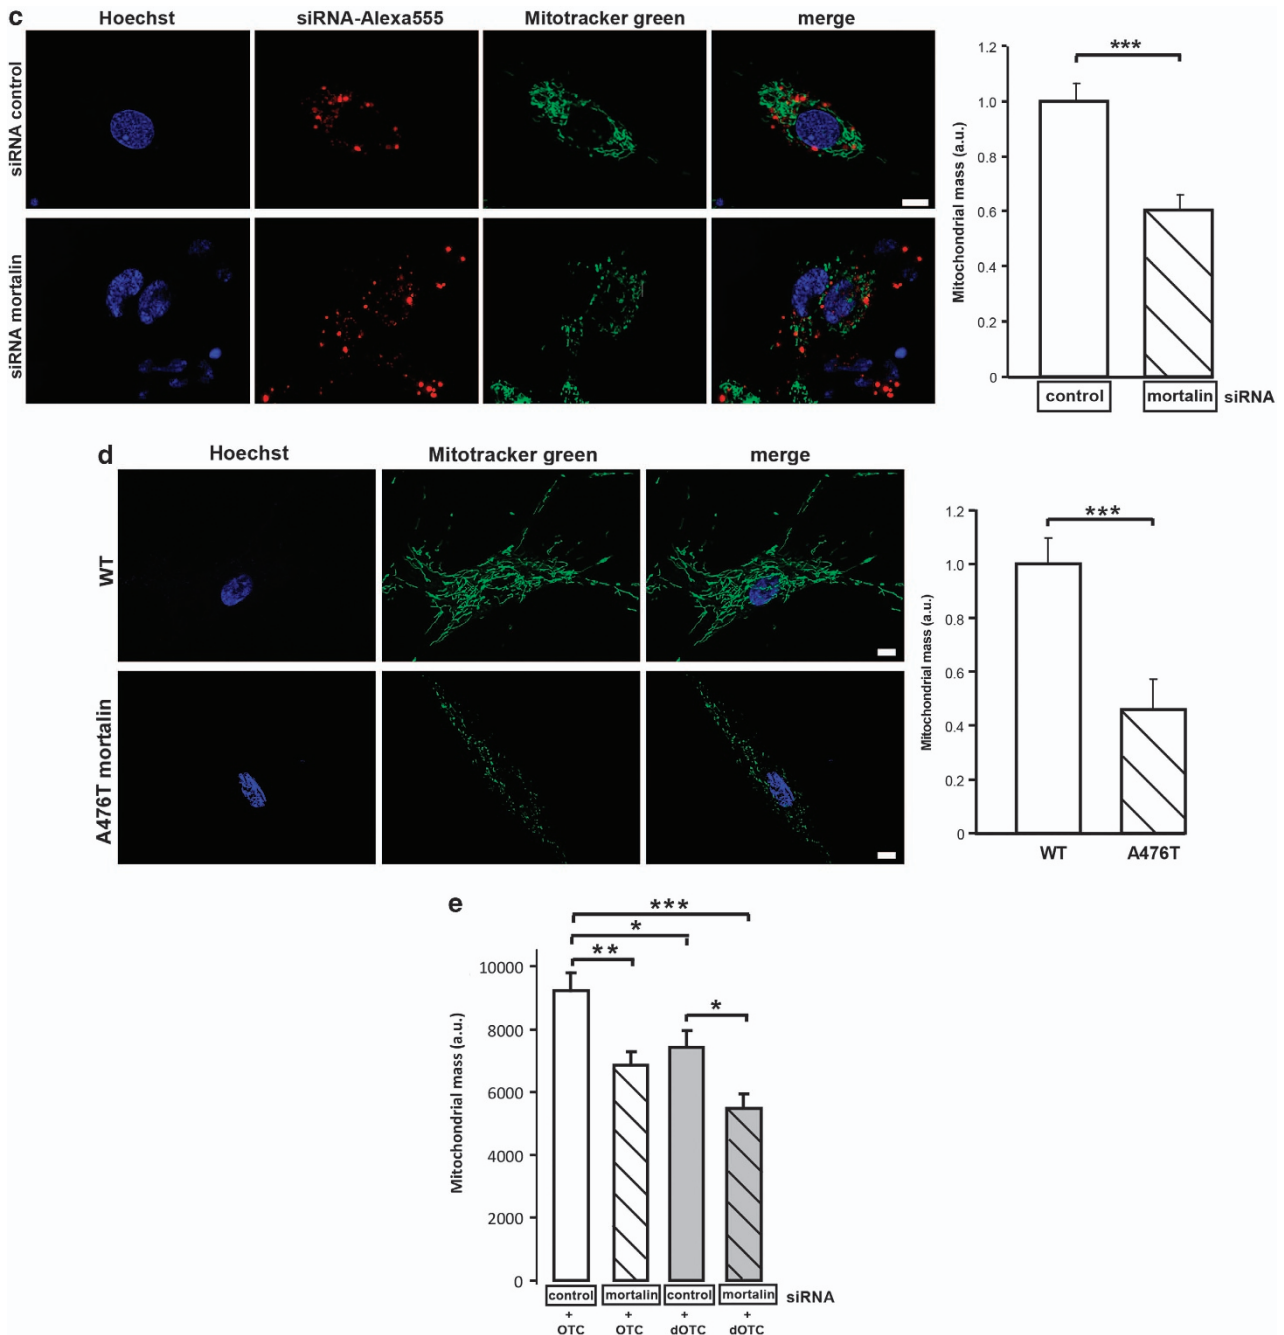 c
Hoechst siRNA-Alexa555 Mitotracker green merge
siRNA control
siRNA mortalin
***
Mitochondrial mass (a.u.)
1.2
1.0
0.8
0.6
0.4
0.2
0
control mortalin siRNA
d
Hoechst Mitotracker green merge
WT
A476T mortalin
***
Mitochondrial mass (a.u.)
1.2
1.0
0.8
0.6
0.4
0.2
0
WT A476T
e
***
*
**
*
Mitochondrial mass (a.u.)
10000
8000
6000
4000
2000
0
control mortalin control mortalin siRNA
+ + + +
OTC OTC dOTC dOTC